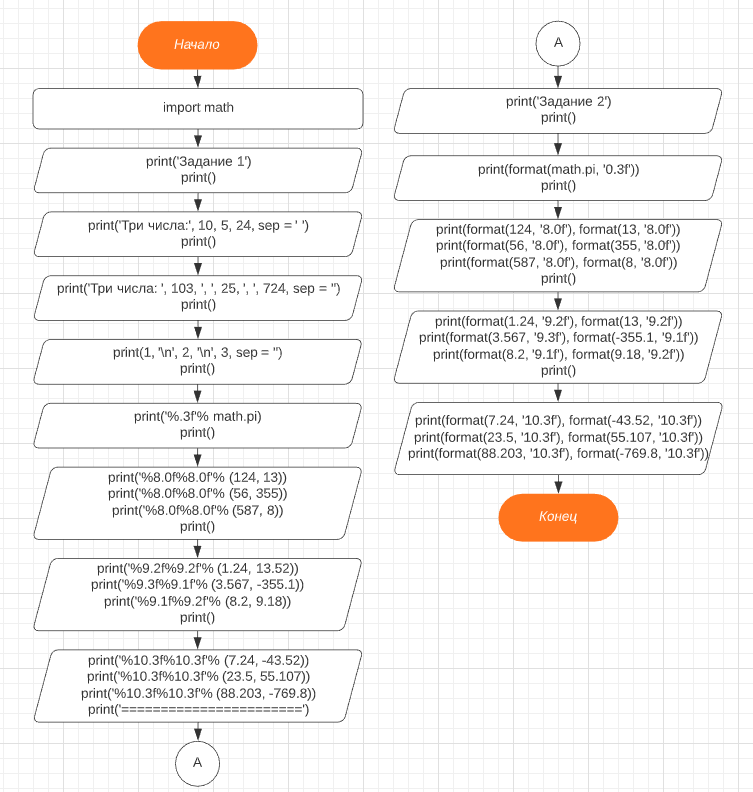 Начало
import math
print('Задание 1')
print()
print('Три числа:', 10, 5, 24, sep = ' ')
print()
print('Три числа: ', 103, ', ', 25, ', ', 724, sep = '')
print()
print(1, '\n', 2, '\n', 3, sep = '')
print()
print('%.3f'% math.pi)
print()
print('%8.0f%8.0f'% (124, 13))
print('%8.0f%8.0f'% (56, 355))
print('%8.0f%8.0f'% (587, 8))
print()
print('%9.2f%9.2f'% (1.24, 13.52))
print('%9.3f%9.1f'% (3.567, -355.1))
print('%9.1f%9.2f'% (8.2, 9.18))
print()
print('%10.3f%10.3f'% (7.24, -43.52))
print('%10.3f%10.3f'% (23.5, 55.107)
print('%10.3f%10.3f'% (88.203, -769.8))
print('=======================')
A
A
print('Задание 2')
print()
print(format(math.pi, '0.3f'))
print()
print(format(124, '8.0f'), format(13, '8.0f'))
print(format(56, '8.0f'), format(355, '8.0f'))
print(format(587, '8.0f'), format(8, '8.0f'))
print()
print(format(1.24, '9.2f'), format(13, '9.2f'))
print(format(3.567, '9.3f'), format(-355.1, '9.1f'))
print(format(8.2, '9.1f'), format(9.18, '9.2f'))
print()
print(format(7.24, '10.3f'), format(-43.52, '10.3f'))
print(format(23.5, '10.3f'), format(55.107, '10.3f'))
print(format(88.203, '10.3f'), format(-769.8, '10.3f'))
Конец